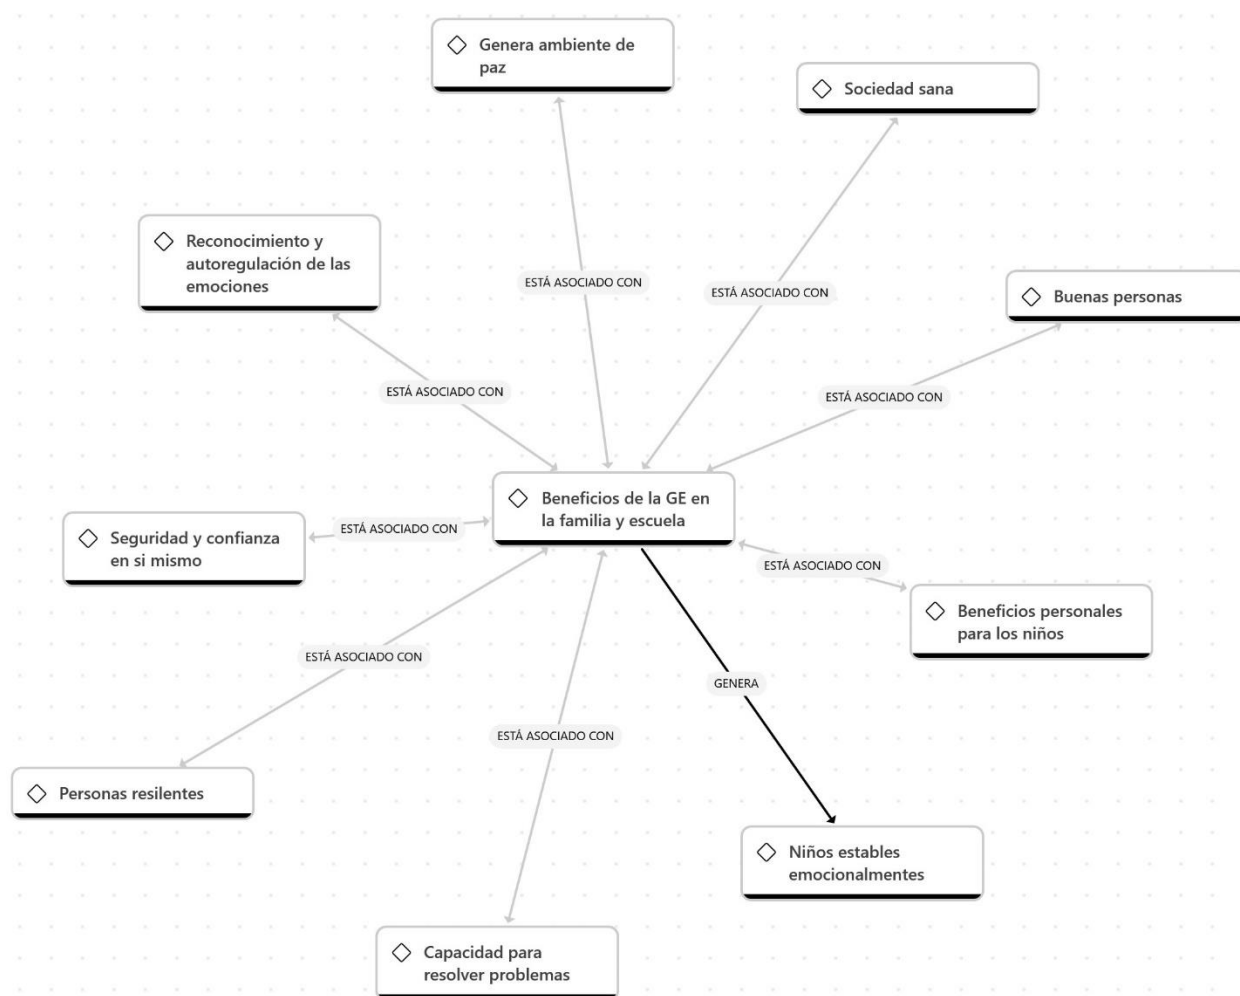 Genera ambiente de
paz
Sociedad sana
Reconocimiento y
autoregulación de las
emociones
ESTÁ ASOCIADO CON
ESTÁ ASOCIADO CON
Buenas personas
ESTÁ ASOCIADO CON
ESTÁ ASOCIADO CON
Beneficios de la GE en
la familia y escuela
Seguridad y confianza
en si mismo
ESTÁ ASOCIADO CON
ESTÁ ASOCIADO CON
Beneficios personales
para los niños
ESTÁ ASOCIADO CON
GENERA
ESTÁ ASOCIADO CON
Personas resilentes
Niños estables
emocionalmentes
Capacidad para
resolver problemas